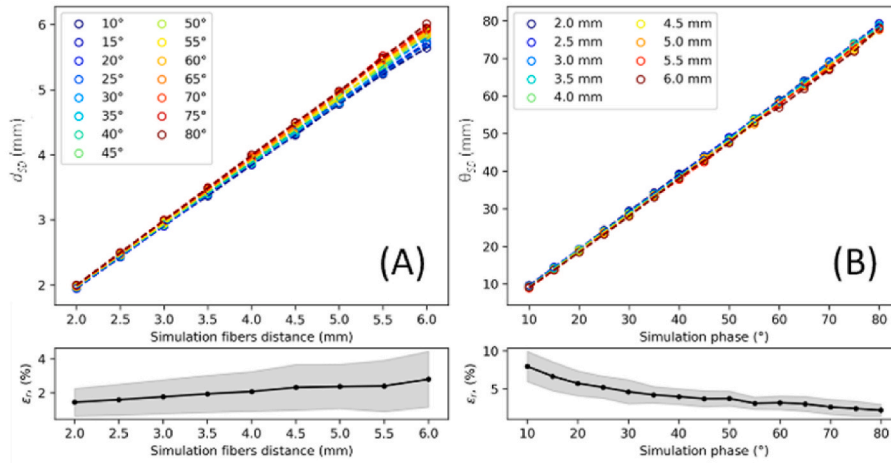 10° 50°
15° 55°
20° 60°
25° 65°
30° 70°
35° 75°
40° 80°
45°
6
5
4
3
2
d_SD (mm)
(A)
2.0 2.5 3.0 3.5 4.0 4.5 5.0 5.5 6.0
Simulation fibers distance (mm)
2.0 mm 4.5 mm
2.5 mm 5.0 mm
3.0 mm 5.5 mm
3.5 mm 6.0 mm
4.0 mm
80
70
60
50
40
30
20
10
θ_SD (mm)
(B)
10 20 30 40 50 60 70 80
Simulation phase (°)
4
2
εr, (%)
2.0 2.5 3.0 3.5 4.0 4.5 5.0 5.5 6.0
Simulation fibers distance (mm)
10
5
εr, (%)
10 20 30 40 50 60 70 80
Simulation phase (°)